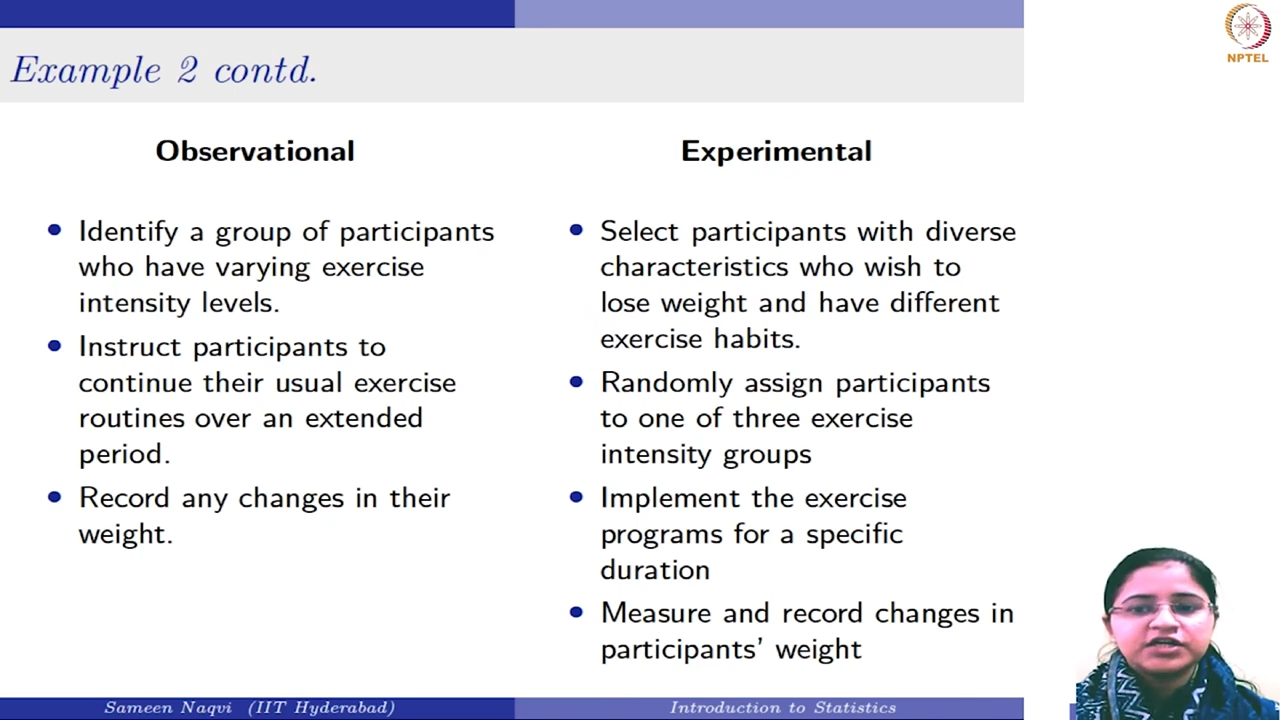 NPTEL
Example 2 contd.
Observational
Identify a group of participants
who have varying exercise
intensity levels.
Instruct participants to
continue their usual exercise
routines over an extended
period.
Record any changes in their
weight.
Experimental
Select participants with diverse
characteristics who wish to
lose weight and have different
exercise habits.
Randomly assign participants
to one of three exercise
intensity groups
Implement the exercise
programs for a specific
duration
Measure and record changes in
participants' weight
Sameen Naqvi (IIT Hyderabad)
Introduction to Statistics